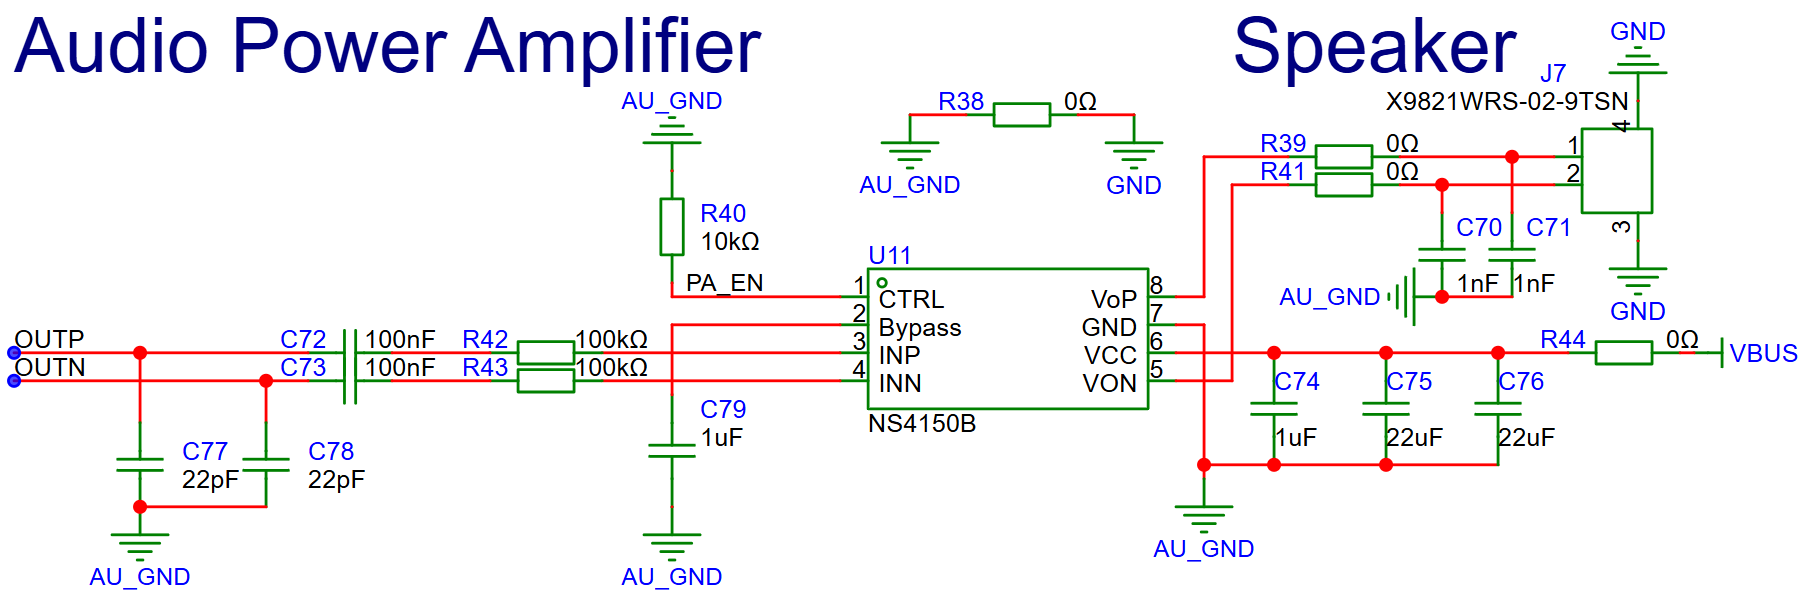 Audio Power Amplifier
Speaker
GND
J7
X9821WRS-02-9TSN
4
AU_GND
R38
0Ω
AU_GND
GND
R39
0Ω
1
R41
0Ω
2
R40
10kΩ
C70
C71
3
U11
PA_EN
1
CTRL
VoP
8
AU_GND
1nF
1nF
GND
2
Bypass
GND
7
OUTP
C72
100nF
R42
100kΩ
3
INP
VCC
6
R44
0Ω
VBUS
OUTN
C73
100nF
R43
100kΩ
4
INN
VON
5
C74
C75
C76
C79
1uF
NS4150B
1uF
22uF
22uF
C77
22pF
C78
22pF
AU_GND
AU_GND
AU_GND